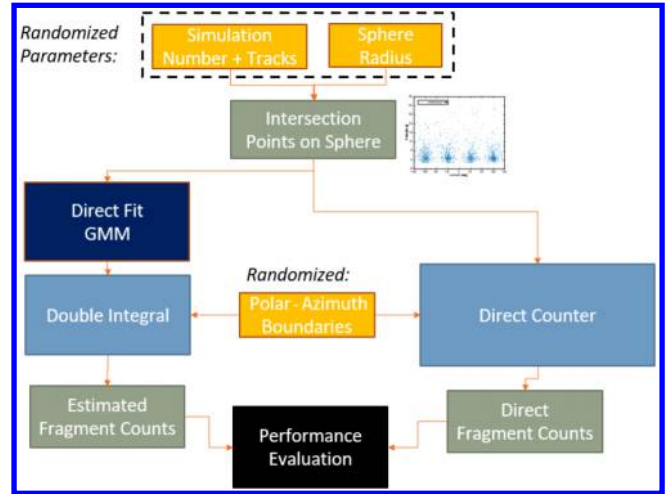 Randomized
Parameters:
Simulation
Number + Tracks
Sphere
Radius
Intersection
Points on Sphere
Direct Fit
GMM
Randomized:
Double Integral
Polar - Azimuth
Boundaries
Direct Counter
Estimated
Fragment Counts
Performance
Evaluation
Direct
Fragment Counts